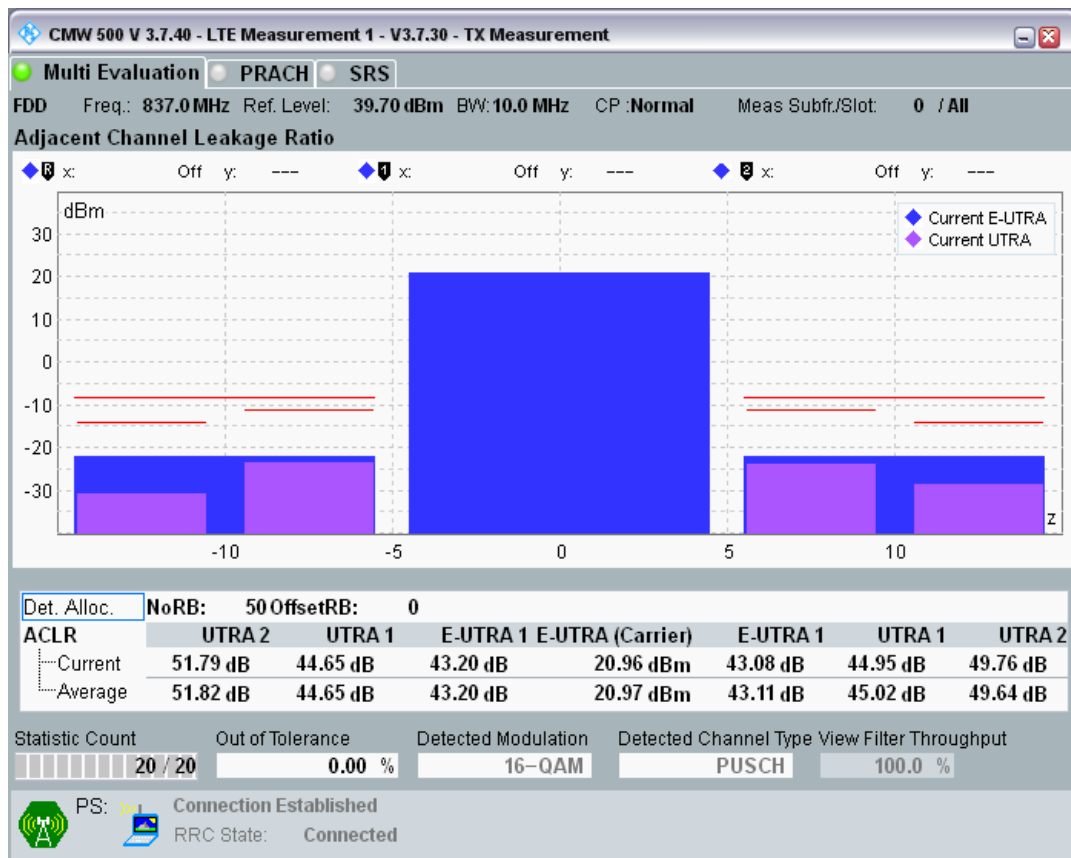 CMW 500 V 3.7.40 - LTE Measurement 1 - V3.7.30 - TX Measurement
Multi Evaluation PRACH SRS
FDD Freq.: 837.0 MHz Ref. Level: 39.70 dBm BW: 10.0 MHz CP :Normal Meas Subfr./Slot: 0 / All
Adjacent Channel Leakage Ratio
R x: Off y: --- 1 x: Off y: --- 2 x: Off y: ---
dBm
Current E-UTRA
Current UTRA
30
20
10
0
-10
-20
-30
z
-10 -5 0 5 10
Det. Alloc. NoRB: 50 OffsetRB: 0
ACLR UTRA 2 UTRA 1 E-UTRA 1 E-UTRA (Carrier) E-UTRA 1 UTRA 1 UTRA 2
Current 51.79 dB 44.65 dB 43.20 dB 20.96 dBm 43.08 dB 44.95 dB 49.76 dB
Average 51.82 dB 44.65 dB 43.20 dB 20.97 dBm 43.11 dB 45.02 dB 49.64 dB
Statistic Count Out of Tolerance Detected Modulation Detected Channel Type View Filter Throughput
20 / 20 0.00 % 16-QAM PUSCH 100.0 %
PS: Connection Established
RRC State: Connected